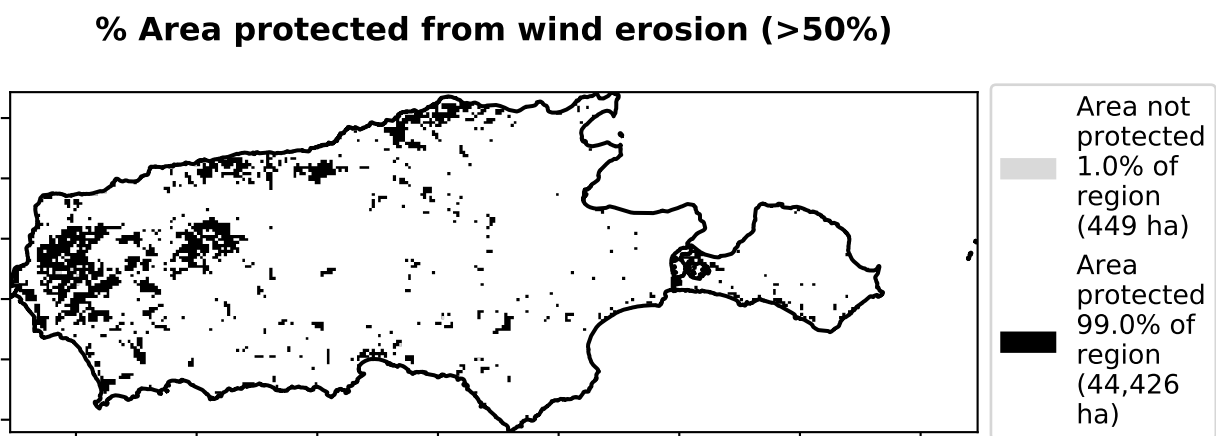 % Area protected from wind erosion (>50%)
Area not
protected
1.0% of
region
(449 ha)
Area
protected
99.0% of
region
(44,426
ha)